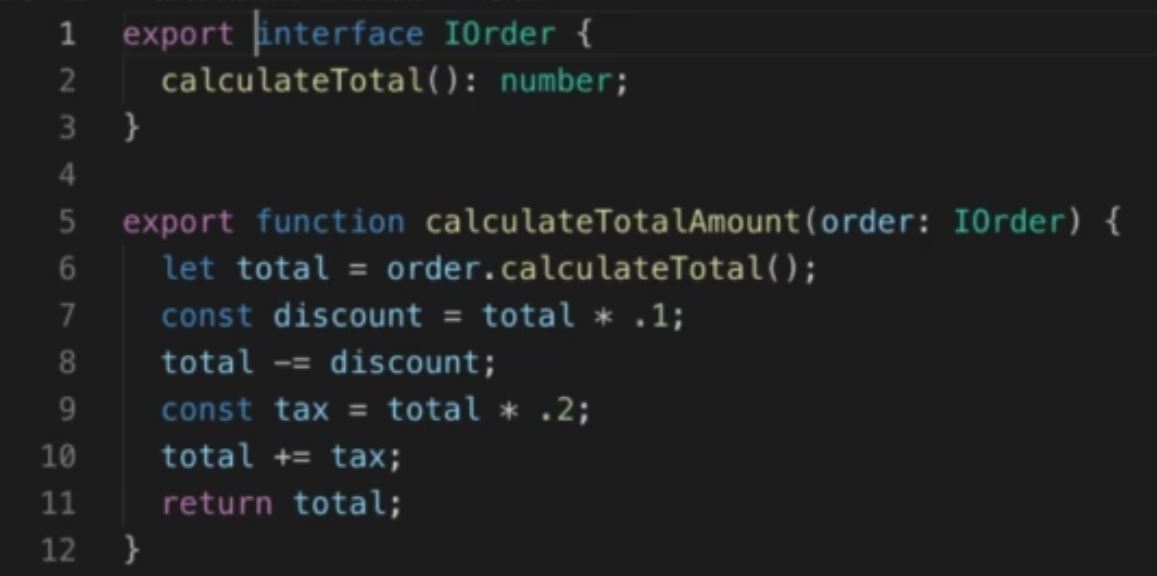 1 export interface IOrder {
2 calculateTotal(): number;
3 }
4
5 export function calculateTotalAmount(order: IOrder) {
6 let total = order.calculateTotal();
7 const discount = total * .1;
8 total -= discount;
9 const tax = total * .2;
10 total += tax;
11 return total;
12 }